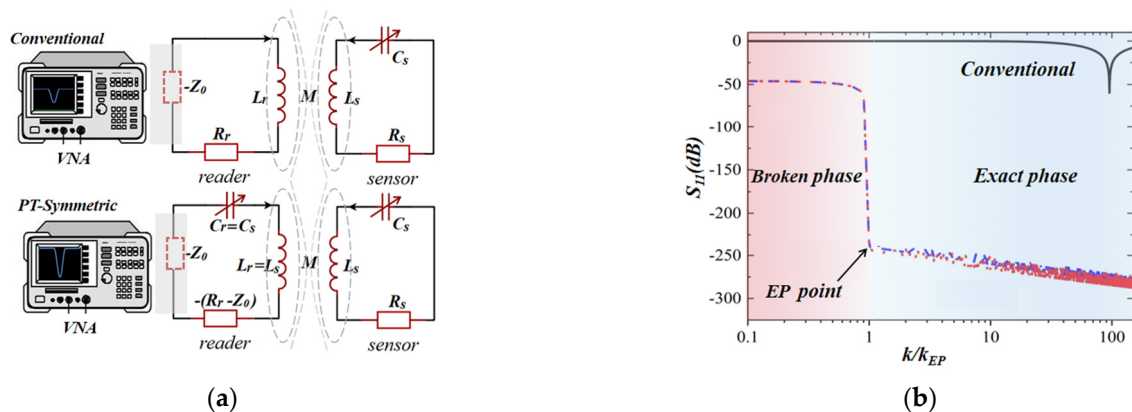 Conventional
-Z₀
VNA
Rᵣ
reader
Lᵣ
M
Lₛ
Cₛ
Rₛ
sensor
PT-Symmetric
-Z₀
VNA
Cᵣ=Cₛ
Lᵣ=Lₛ
-(Rᵣ -Z₀)
reader
M
Lₛ
Cₛ
Rₛ
sensor
(a)
S₁₁(dB)
0
-50
-100
-150
-200
-250
-300
Conventional
Broken phase
Exact phase
EP point
0.1
1
10
100
k/k_EP
(b)